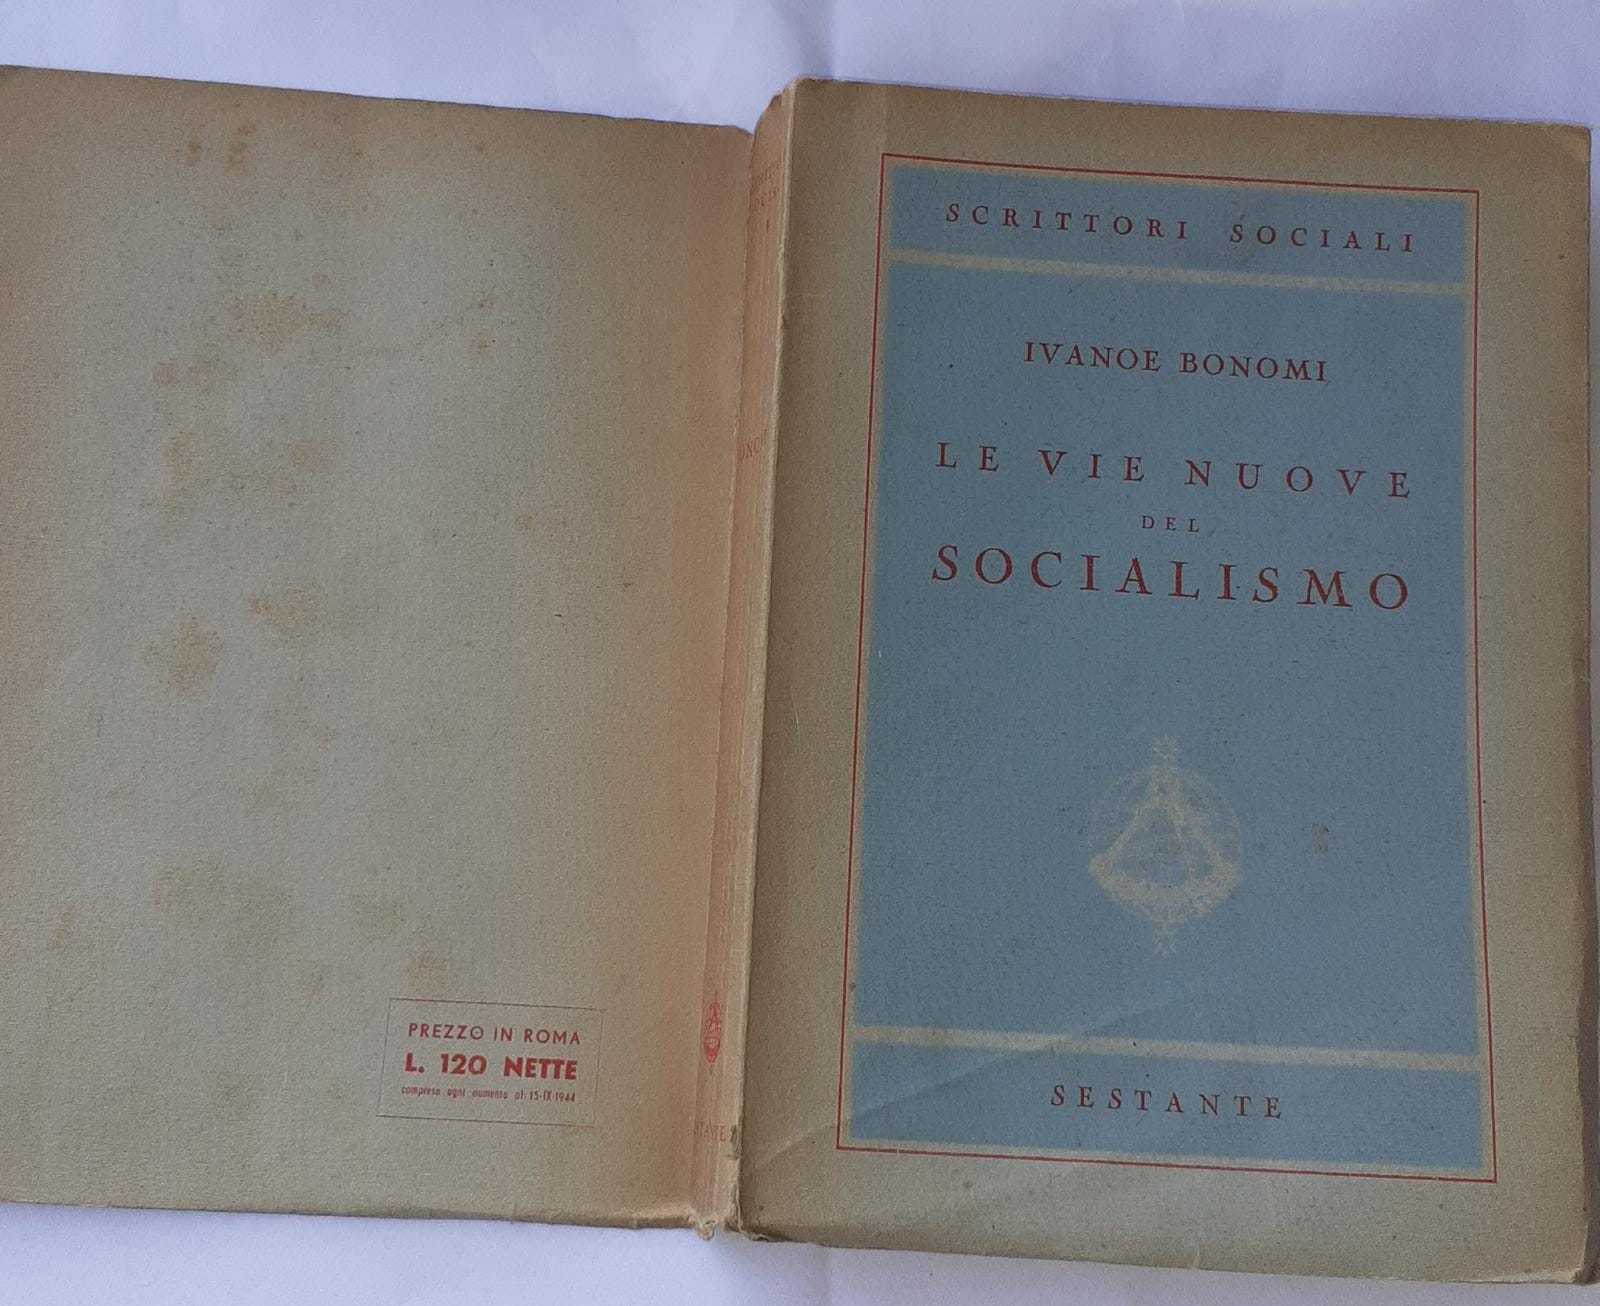 SCRITTORI SOCIALI
IVANOE BONOMI
LE VIE NUOVE
DEL
SOCIALISMO
SESTANTE
PREZZO IN ROMA
L. 120 NETTE
compreso ogni aumento al 15-IX-1944